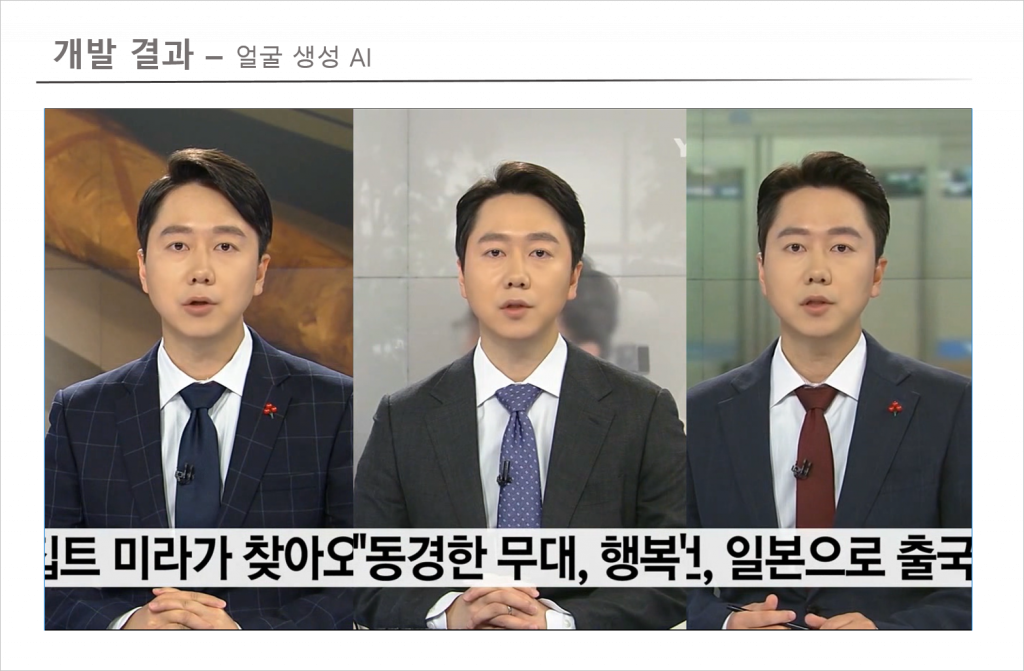 개발 결과 – 얼굴 생성 AI
Y
립트 미라가 찾아오
"동경한 무대, 행복"
, 일본으로 출국